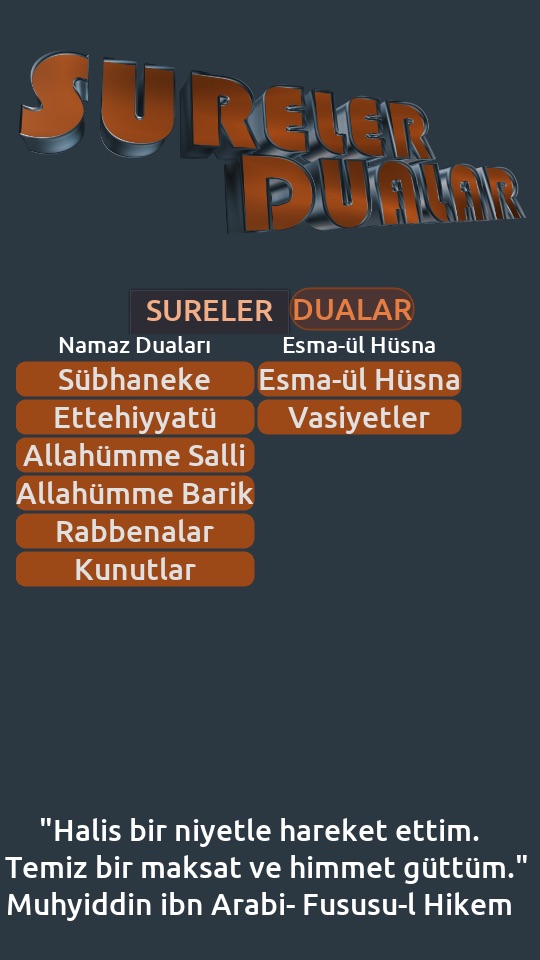 SURELER
DUALAR
SURELER DUALAR
Namaz Duaları Esma-ül Hüsna
Sübhaneke Esma-ül Hüsna
Ettehiyyatü Vasiyetler
Allahümme Salli
Allahümme Barik
Rabbenalar
Kunutlar
"Halis bir niyetle hareket ettim.
Temiz bir maksat ve himmet güttüm."
Muhyiddin ibn Arabi- Fususu-l Hikem